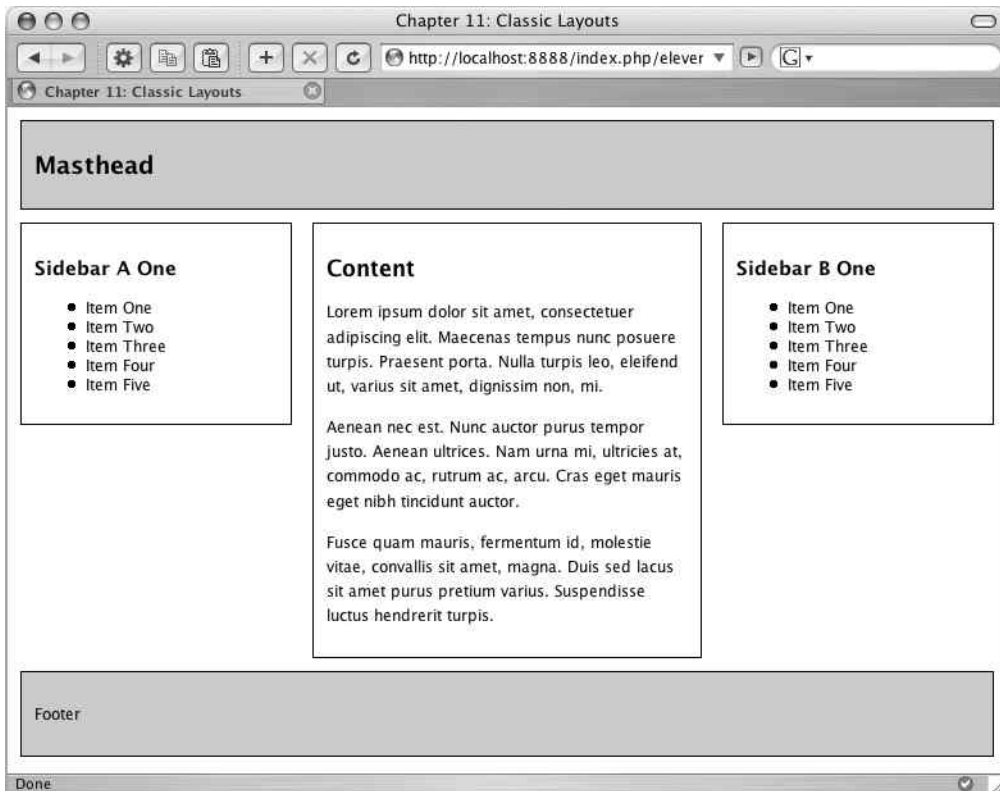 Chapter 11: Classic Layouts
http://localhost:8888/index.php/elever
G
Chapter 11: Classic Layouts
Masthead
Sidebar A One
Item One
Item Two
Item Three
Item Four
Item Five
Content
Lorem ipsum dolor sit amet, consectetuer
adipiscing elit. Maecenas tempus nunc posuere
turpis. Praesent porta. Nulla turpis leo, eleifend
ut, varius sit amet, dignissim non, mi.
Aenean nec est. Nunc auctor purus tempor
justo. Aenean ultrices. Nam urna mi, ultricies at,
commodo ac, rutrum ac, arcu. Cras eget mauris
eget nibh tincidunt auctor.
Fusce quam mauris, fermentum id, molestie
vitae, convallis sit amet, magna. Duis sed lacus
sit amet purus pretium varius. Suspendisse
luctus hendrerit turpis.
Sidebar B One
Item One
Item Two
Item Three
Item Four
Item Five
Footer
Done